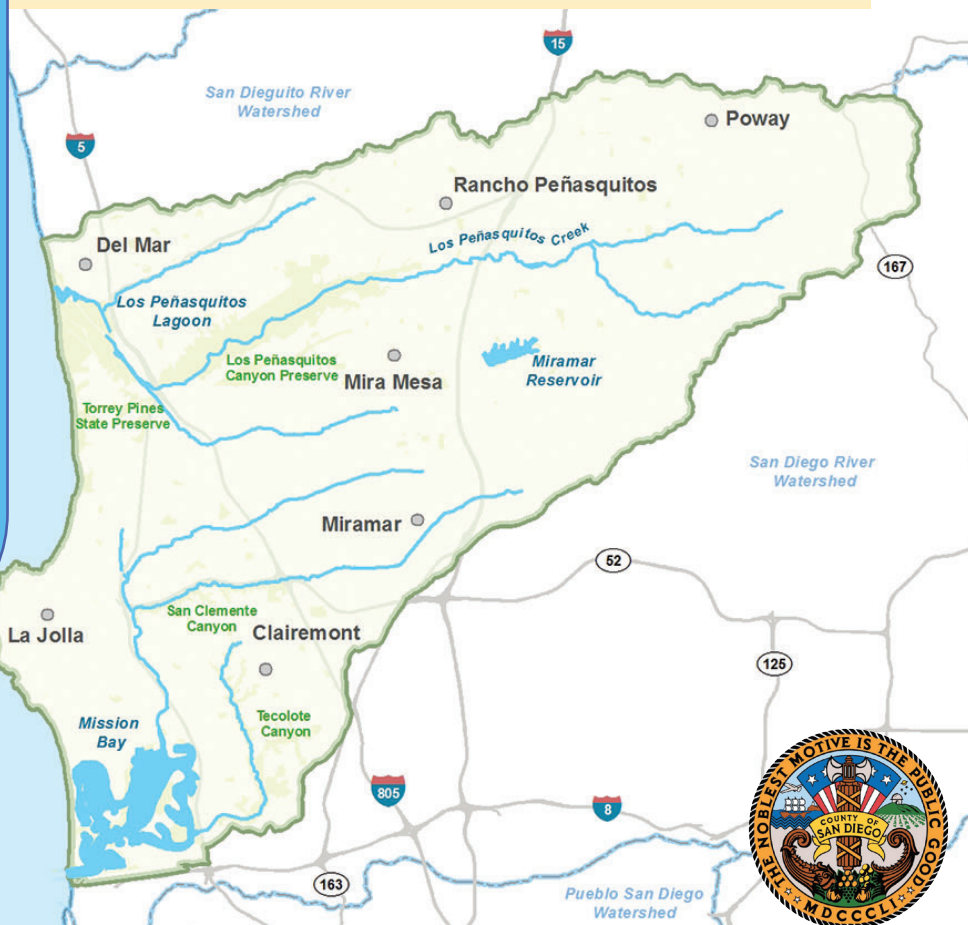 15
San Dieguito River
Watershed
5
Poway
Rancho Peñasquitos
Los Peñasquitos Creek
Del Mar
167
Los Peñasquitos
Lagoon
Los Peñasquitos
Canyon Preserve
Mira Mesa
Miramar
Reservoir
Torrey Pines
State Preserve
San Diego River
Watershed
Miramar
52
San Clemente
Canyon
La Jolla
Clairemont
125
Mission
Bay
Tecolote
Canyon
805
8
THE NOBLEST MOTIVE IS THE PUBLIC GOOD
COUNTY OF
SAN DIEGO
MDCCCLI
163
Pueblo San Diego
Watershed